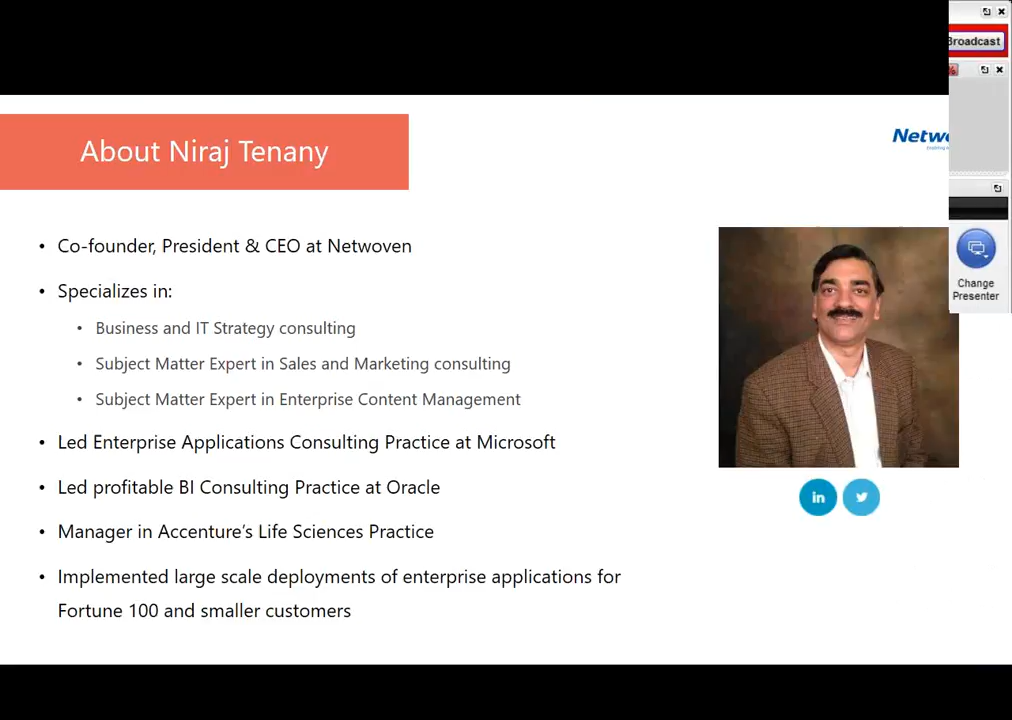 Broadcast
About Niraj Tenany
Netw
Enabling
• Co-founder, President & CEO at Netwoven
• Specializes in:
• Business and IT Strategy consulting
• Subject Matter Expert in Sales and Marketing consulting
• Subject Matter Expert in Enterprise Content Management
• Led Enterprise Applications Consulting Practice at Microsoft
• Led profitable BI Consulting Practice at Oracle
• Manager in Accenture’s Life Sciences Practice
• Implemented large scale deployments of enterprise applications for
Fortune 100 and smaller customers
Change
Presenter
in